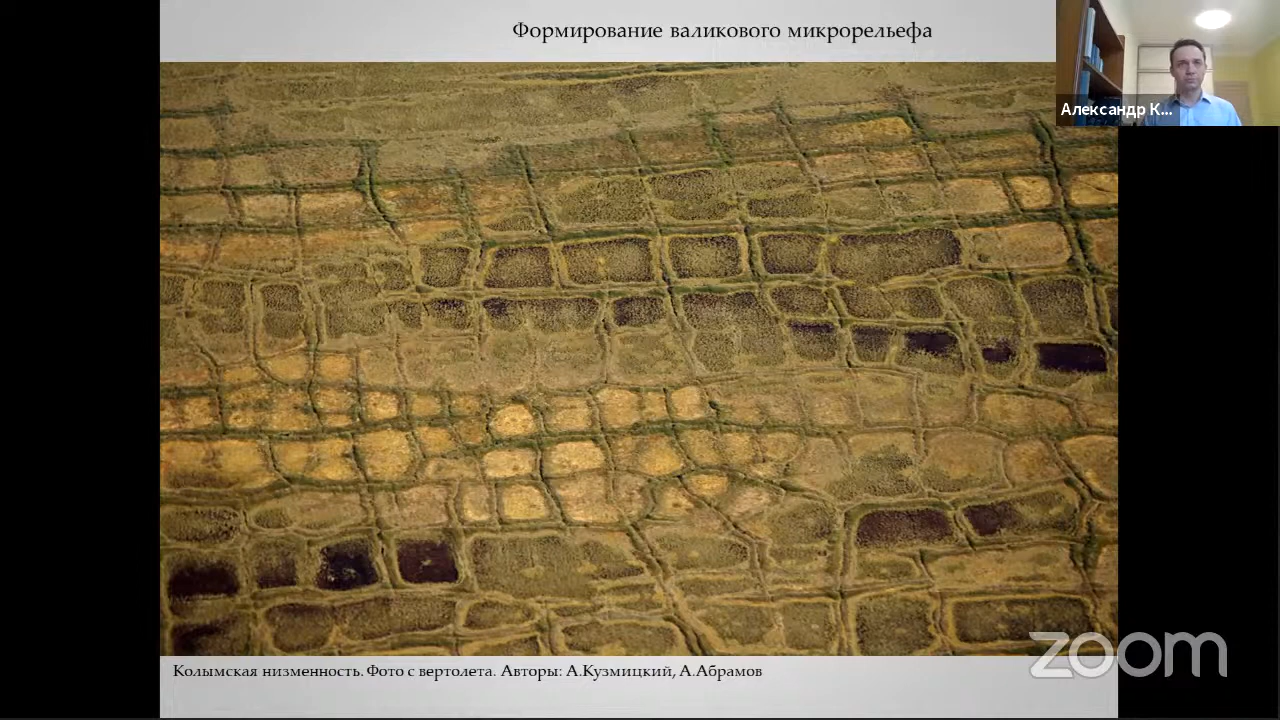 Формирование валикового микрорельефа
Александр К...
Колымская низменность. Фото с вертолета. Авторы: А.Кузмицкий, А.Абрамов
zoom